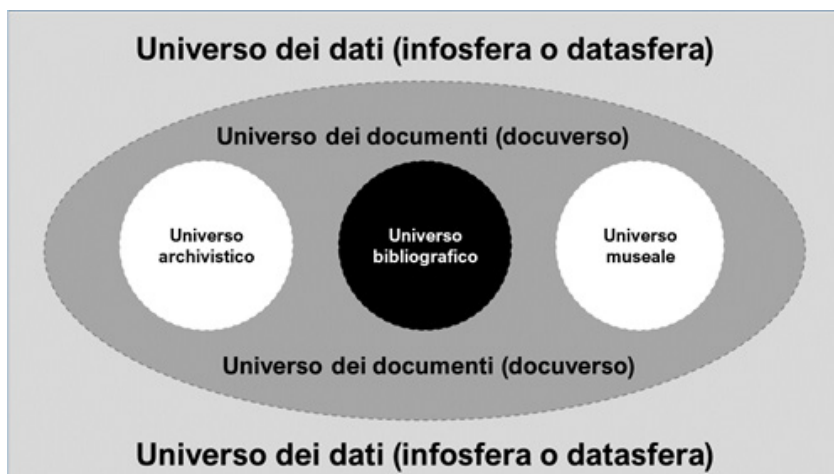 Universo dei dati (infosfera o datasfera)
Universo dei documenti (docuverso)
Universo
archivistico
Universo
bibliografico
Universo
museale
Universo dei documenti (docuverso)
Universo dei dati (infosfera o datasfera)